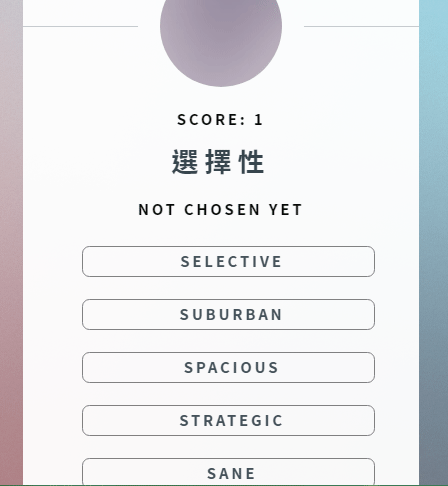 SCORE: 1
選擇性
NOT CHOSEN YET
SELECTIVE
SUBURBAN
SPACIOUS
STRATEGIC
SANE